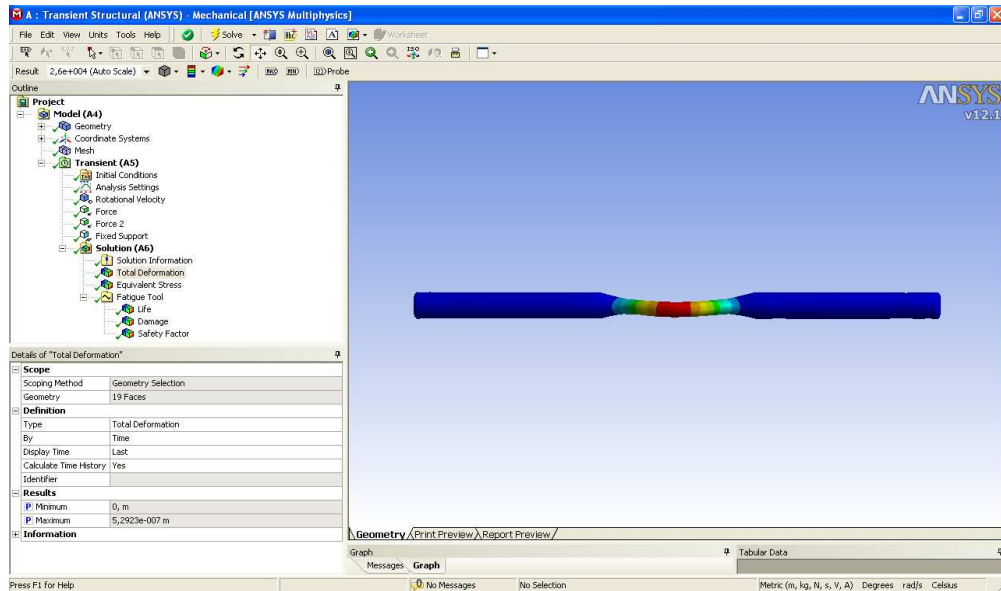 A : Transient Structural (ANSYS) - Mechanical [ANSYS Multiphysics]
File Edit View Units Tools Help Solve Worksheet
Result 2,6e+004 (Auto Scale) MAX MIN Probe
Outline
Project
Model (A4)
Geometry
Coordinate Systems
Mesh
Transient (A5)
Initial Conditions
Analysis Settings
Rotational Velocity
Force
Force 2
Fixed Support
Solution (A6)
Solution Information
Total Deformation
Equivalent Stress
Fatigue Tool
Life
Damage
Safety Factor
ANSYS
v12.1
Details of "Total Deformation"
Scope
Scoping Method Geometry Selection
Geometry 19 Faces
Definition
Type Total Deformation
By Time
Display Time Last
Calculate Time History Yes
Identifier
Results
P Minimum 0, m
P Maximum 5,2923e-007 m
Information
Geometry Print Preview Report Preview
Graph Tabular Data
Messages Graph
Press F1 for Help No Messages No Selection Metric (m, kg, N, s, V, A) Degrees rad/s Celsius